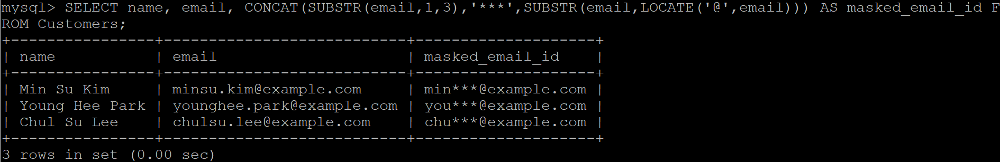 mysql> SELECT name, email, CONCAT(SUBSTR(email,1,3),'***',SUBSTR(email,LOCATE('@',email))) AS masked_email_id F
ROM Customers;
+----------------+---------------------------+--------------------+
| name           | email                     | masked_email_id    |
+----------------+---------------------------+--------------------+
| Min Su Kim     | minsu.kim@example.com     | min***@example.com |
| Young Hee Park | younghee.park@example.com | you***@example.com |
| Chul Su Lee    | chulsu.lee@example.com    | chu***@example.com |
+----------------+---------------------------+--------------------+
3 rows in set (0.00 sec)